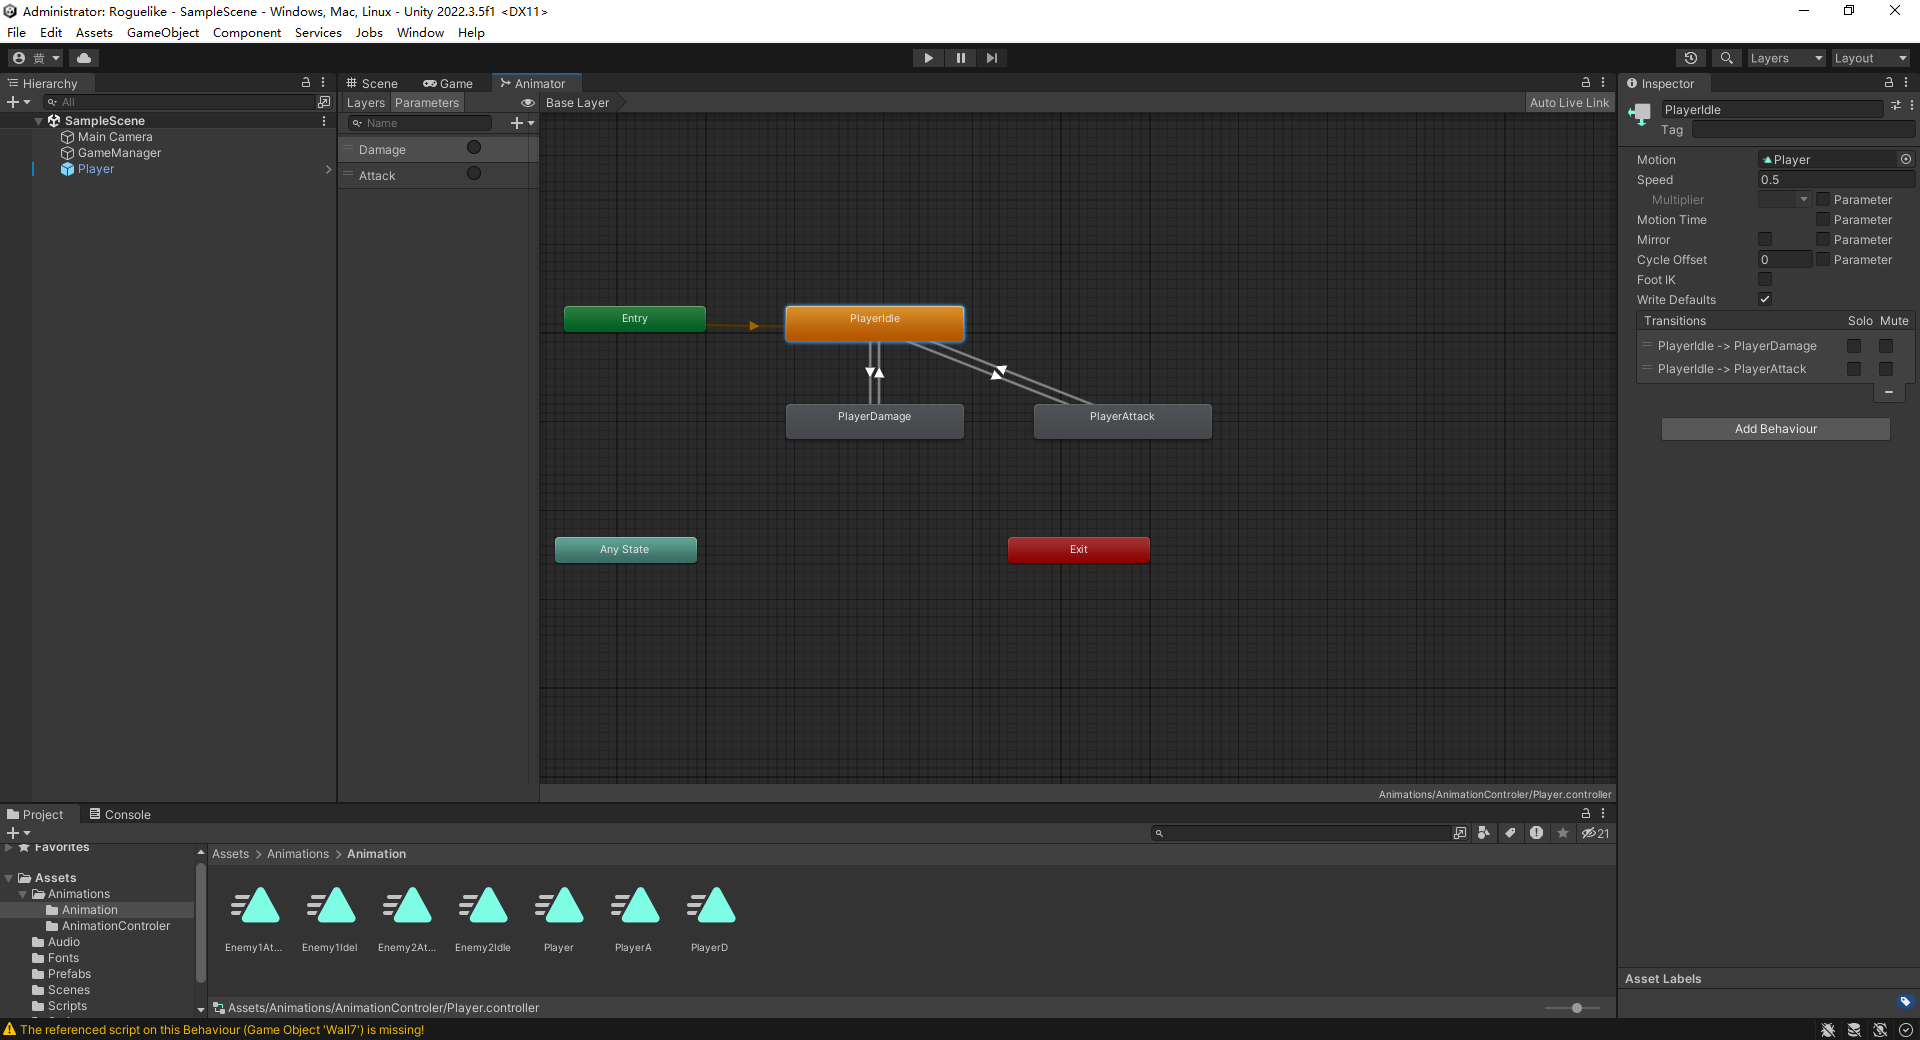 Administrator: Roguelike - SampleScene - Windows, Mac, Linux - Unity 2022.3.5f1 <DX11>
File Edit Assets GameObject Component Services Jobs Window Help
黄 Layers Layout
Hierarchy
All
SampleScene
Main Camera
GameManager
Player
Scene Game Animator
Layers Parameters Base Layer Auto Live Link
Name
Damage
Attack
Entry
PlayerIdle
PlayerDamage
PlayerAttack
Any State
Exit
Animations/AnimationControler/Player.controller
Inspector
PlayerIdle
Tag
Motion Player
Speed 0.5
Multiplier Parameter
Motion Time Parameter
Mirror Parameter
Cycle Offset 0 Parameter
Foot IK
Write Defaults
Transitions Solo Mute
PlayerIdle -> PlayerDamage
PlayerIdle -> PlayerAttack
Add Behaviour
Asset Labels
Project Console
21
Favorites
Assets
Animations
Animation
AnimationControler
Audio
Fonts
Prefabs
Scenes
Scripts
Assets > Animations > Animation
Enemy1At... Enemy1Idel Enemy2At... Enemy2Idle Player PlayerA PlayerD
Assets/Animations/AnimationControler/Player.controller
The referenced script on this Behaviour (Game Object 'Wall7') is missing!